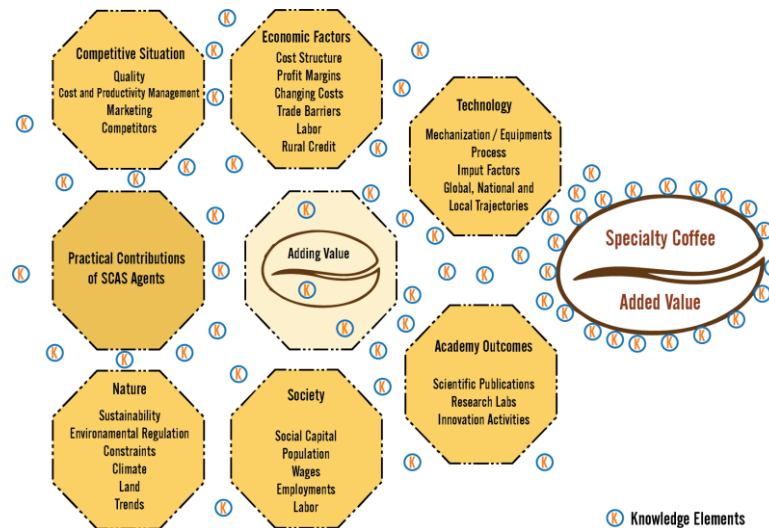 Competitive Situation
Quality
Cost and Productivity Management
Marketing
Competitors
Economic Factors
Cost Structure
Profit Margins
Changing Costs
Trade Barriers
Labor
Rural Credit
Technology
Mechanization / Equipments
Process
Imput Factors
Global, National and
Local Trajectories
Practical Contributions
of SCAS Agents
Adding Value
Specialty Coffee
Added Value
Academy Outcomes
Scientific Publications
Research Labs
Innovation Activities
Nature
Sustainability
Environamental Regulation
Constraints
Climate
Land
Trends
Society
Social Capital
Population
Wages
Employments
Labor
K Knowledge Elements